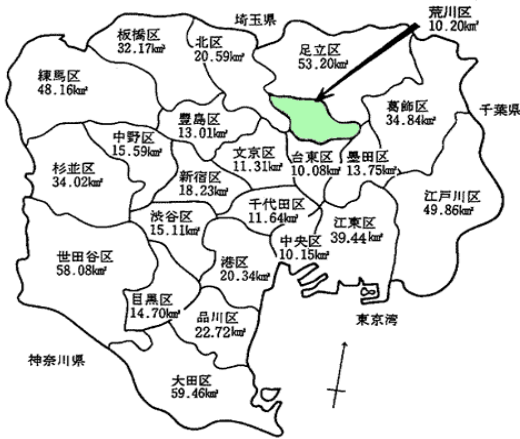 埼玉県
荒川区
10.20㎢
板橋区
32.17㎢
北区
20.59㎢
足立区
53.20㎢
練馬区
48.16㎢
葛飾区
34.84㎢
千葉県
豊島区
13.01㎢
中野区
15.59㎢
文京区
11.31㎢
台東区
10.08㎢
墨田区
13.75㎢
杉並区
34.02㎢
新宿区
18.23㎢
江戸川区
49.86㎢
千代田区
11.64㎢
渋谷区
15.11㎢
江東区
39.44㎢
中央区
10.15㎢
世田谷区
58.08㎢
港区
20.34㎢
目黒区
14.70㎢
品川区
22.72㎢
東京湾
神奈川県
大田区
59.46㎢